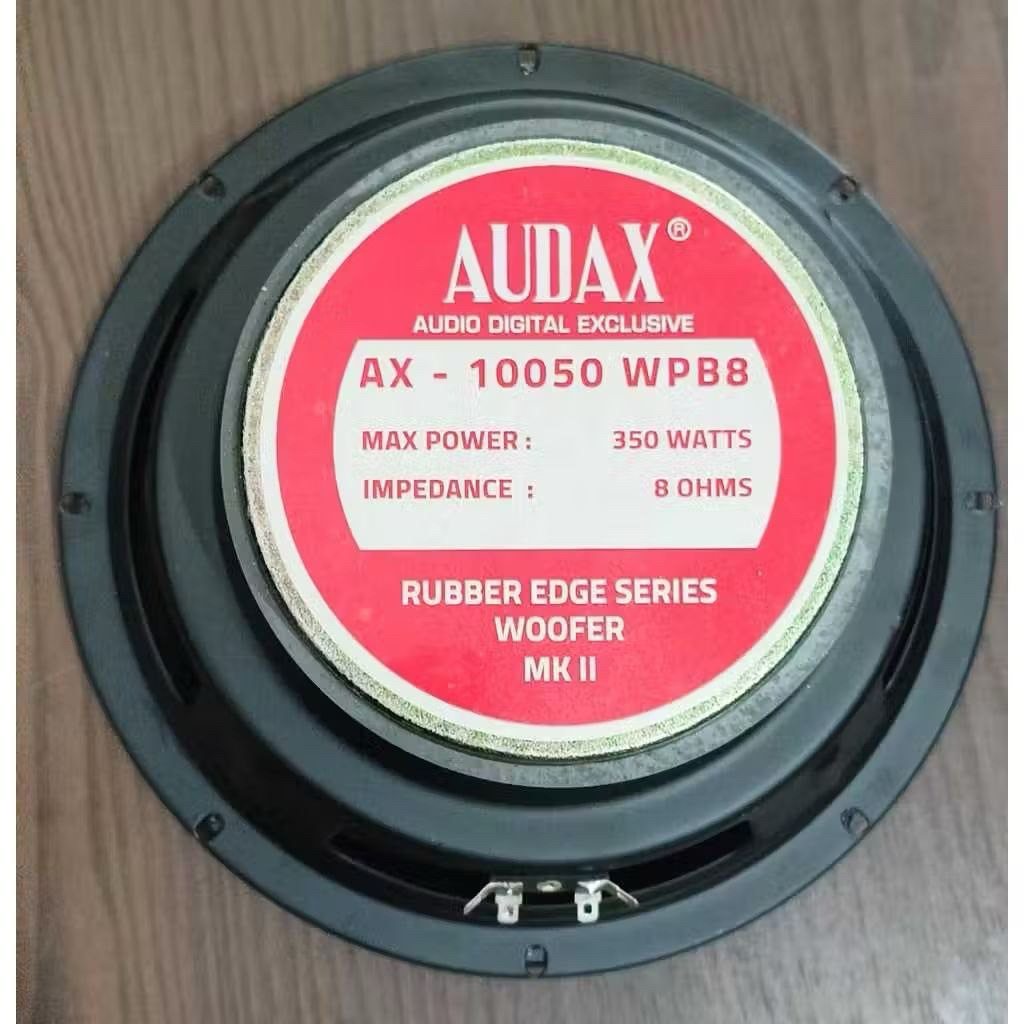 AUDAX®
AUDIO DIGITAL EXCLUSIVE
AX - 10050 WPB8
MAX POWER : 350 WATTS
IMPEDANCE : 8 OHMS
RUBBER EDGE SERIES
WOOFER
MK II